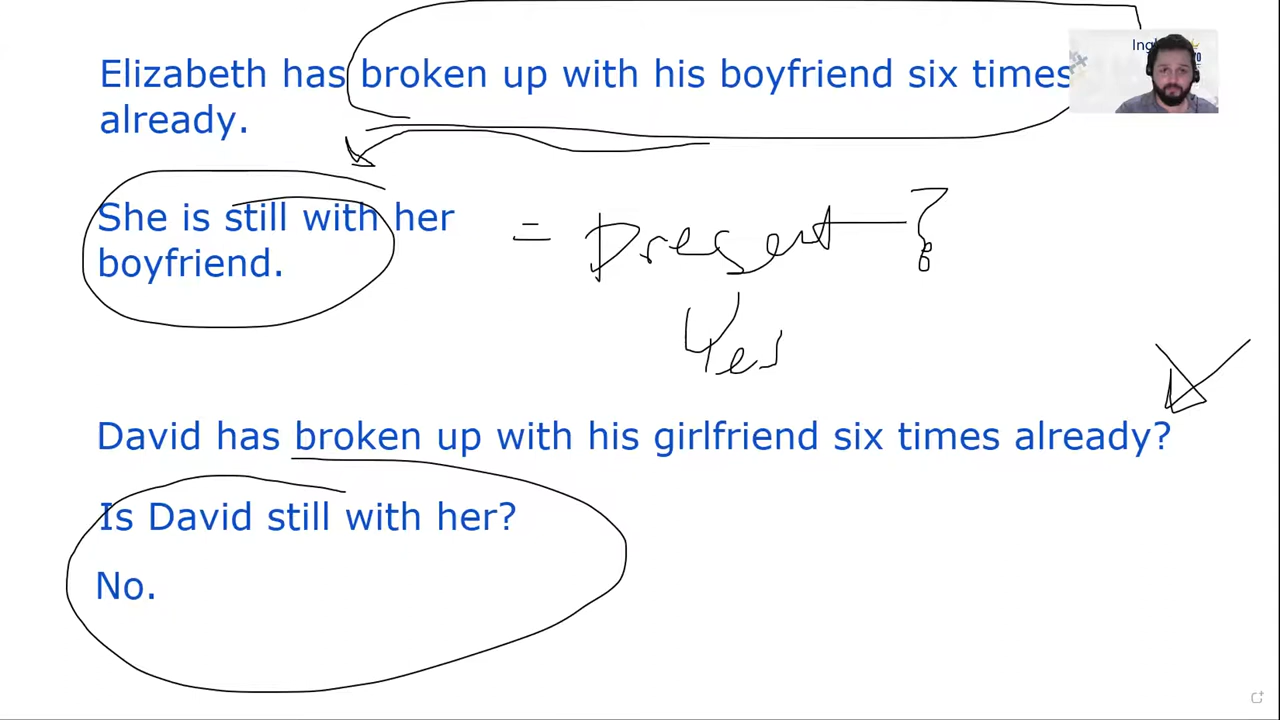 Elizabeth has broken up with his boyfriend six times
already.
She is still with her
boyfriend.
= Present ?
Yes
David has broken up with his girlfriend six times already?
Is David still with her?
No.